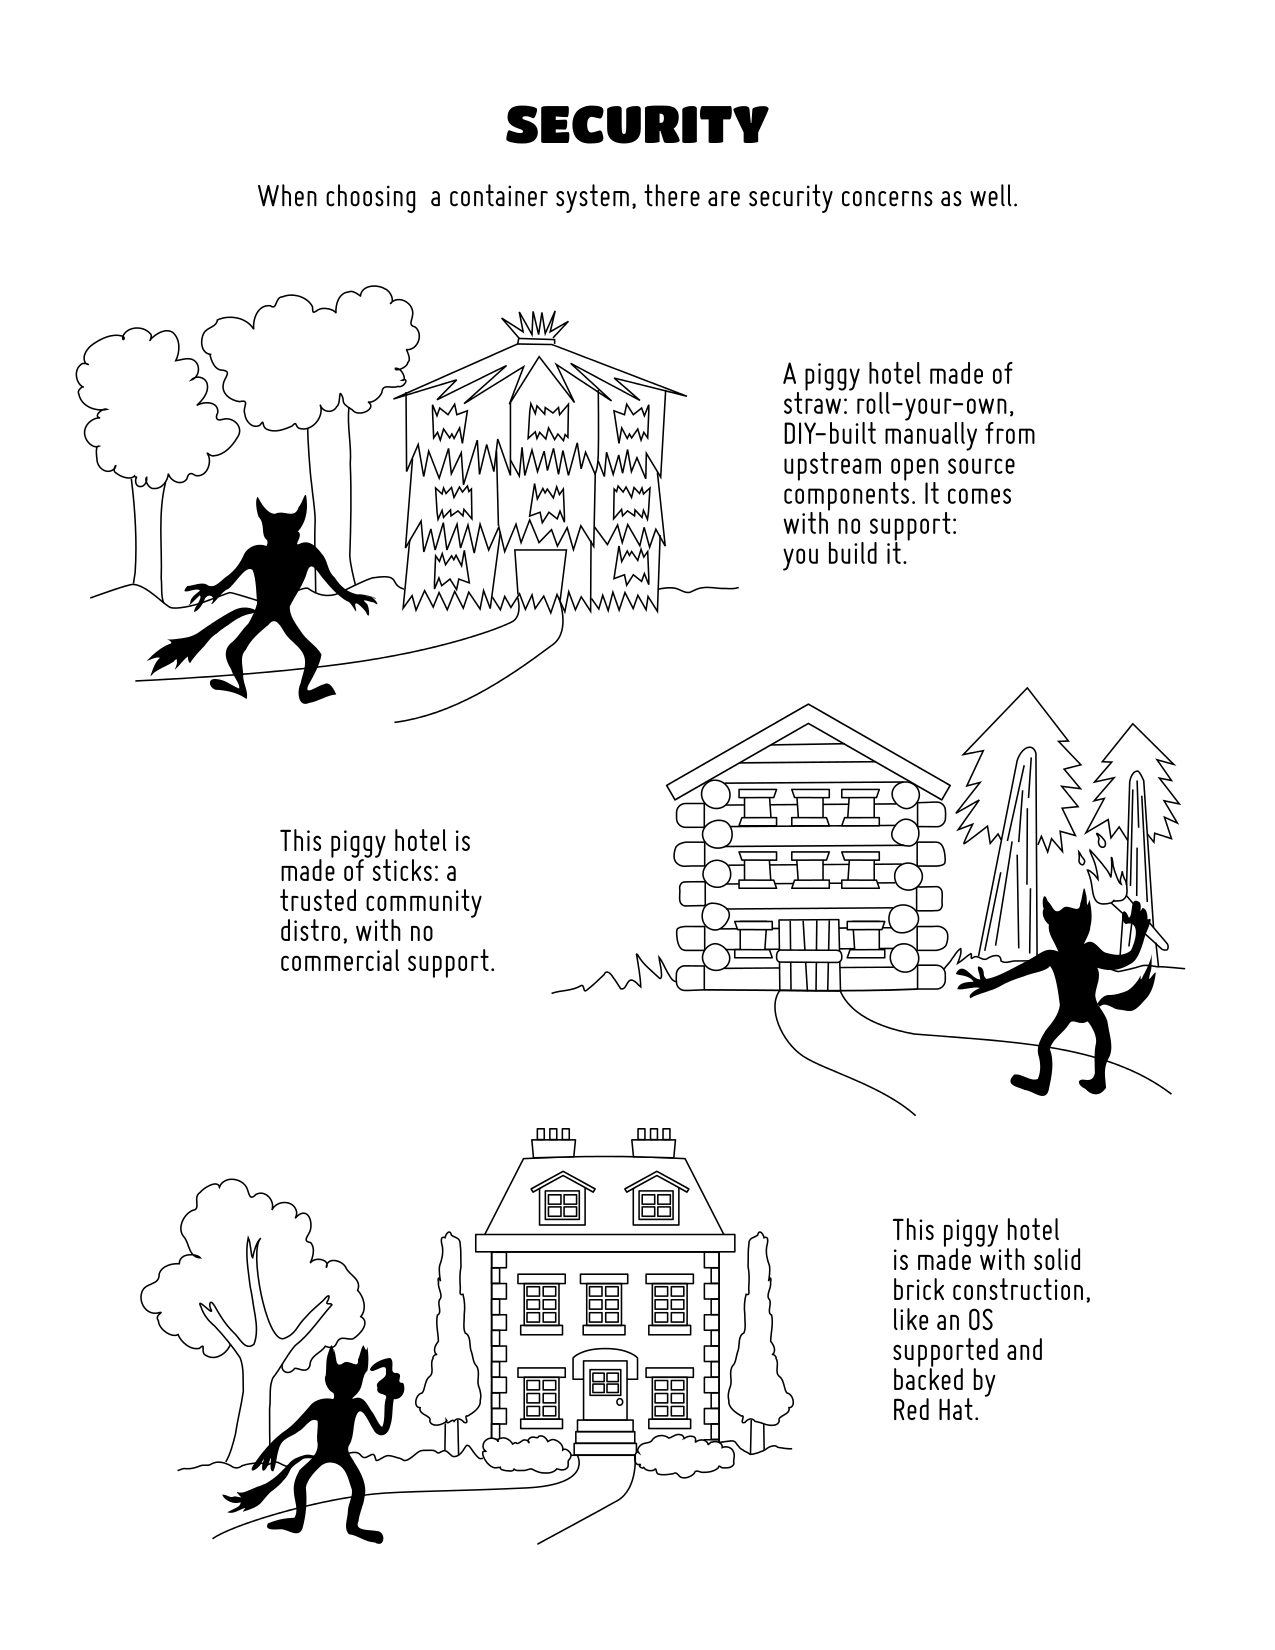 SECURITY
When choosing  a container system, there are security concerns as well.
A piggy hotel made of
straw: roll-your-own,
DIY-built manually from
upstream open source
components. It comes
with no support:
you build it.
This piggy hotel is
made of sticks: a
trusted community
distro, with no
commercial support.
This piggy hotel
is made with solid
brick construction,
like an OS
supported and
backed by
Red Hat.